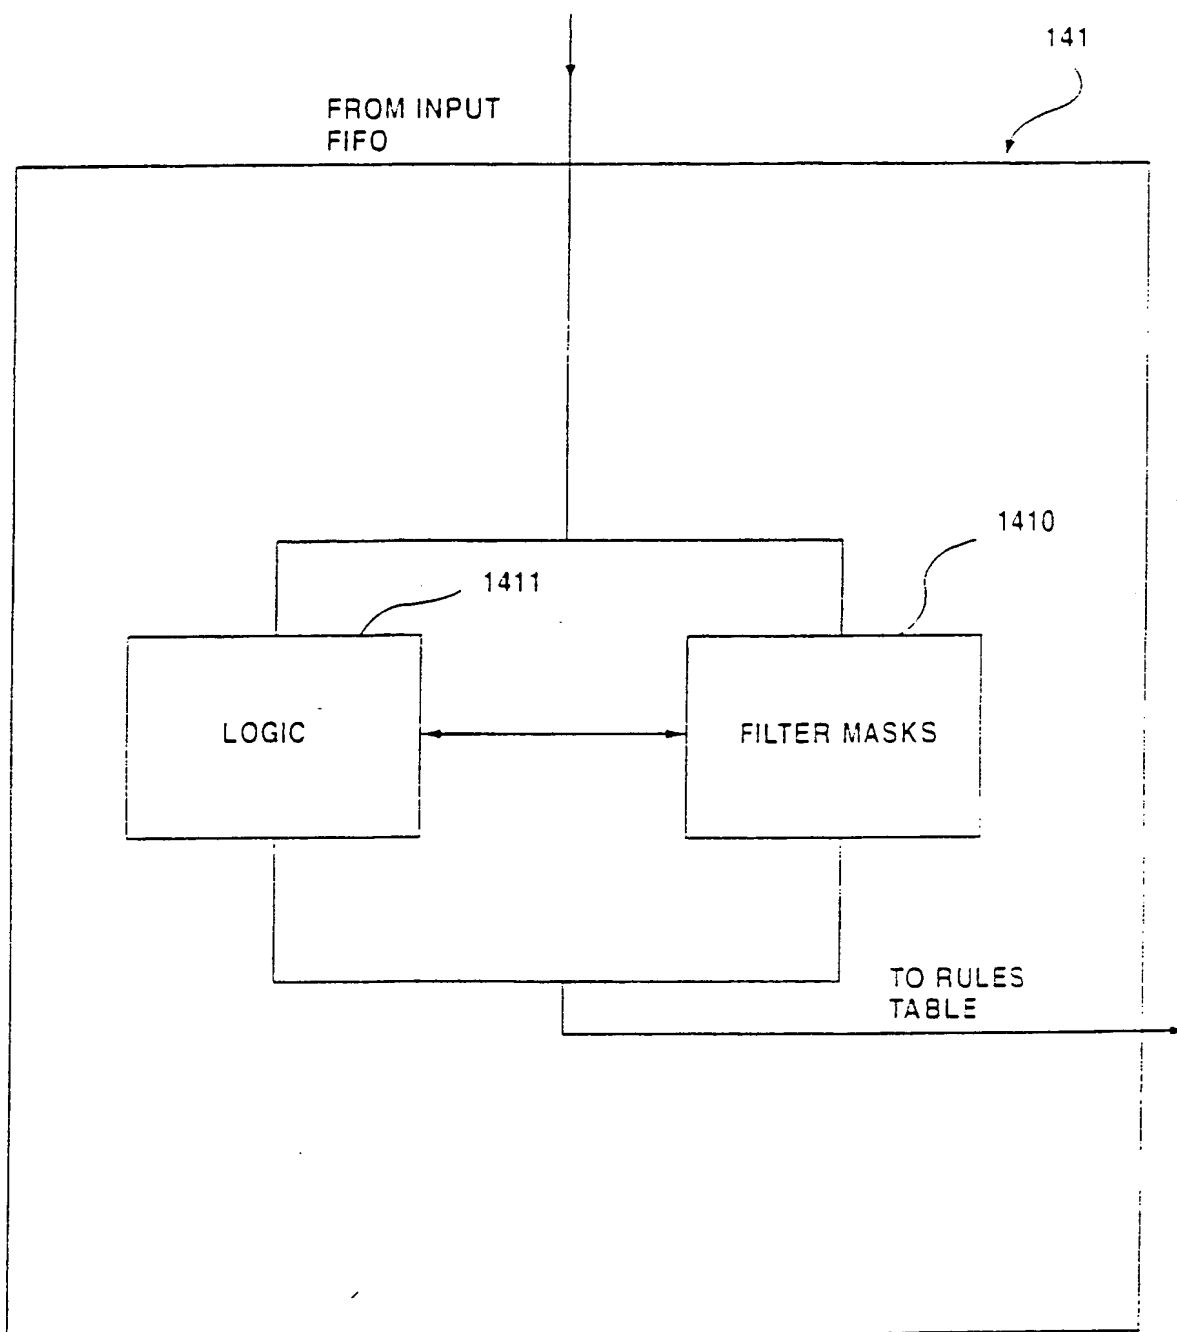 141
FROM INPUT
FIFO
1410
1411
LOGIC
FILTER MASKS
TO RULES
TABLE